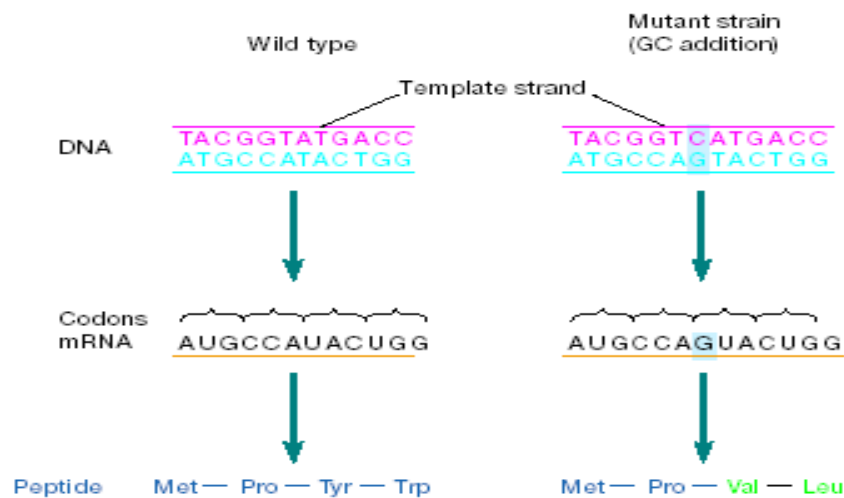 Wild type
Mutant strain
(GC addition)
Template strand
DNA
TACGGTATGACC
ATGCCATACTGG
TACGGTCATGACC
ATGCCAGTACTGG
Codons
mRNA
AUGCCAUACUGG
AUGCCAGUACUGG
Peptide
Met — Pro — Tyr — Trp
Met — Pro — Val — Leu